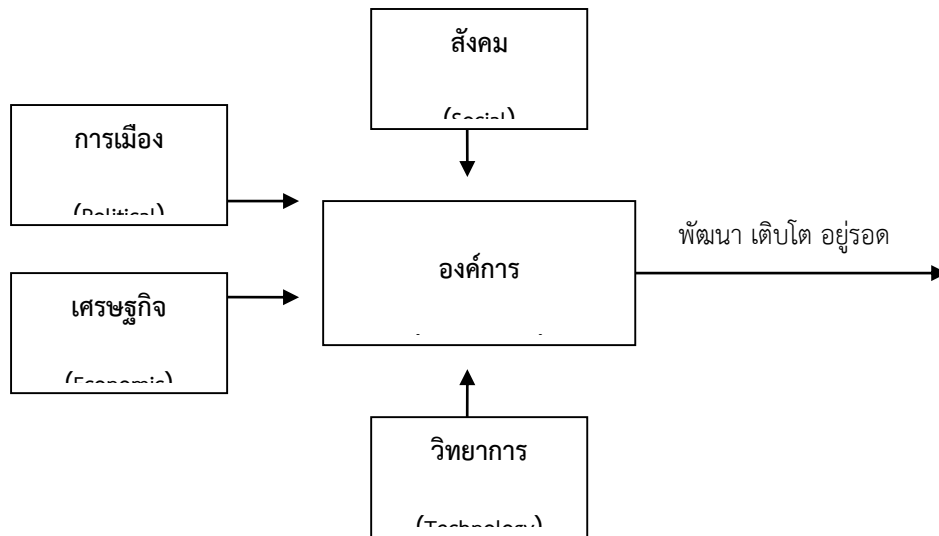 สังคม
(Social)
การเมือง
(Political)
องค์การ
พัฒนา เติบโต อยู่รอด
เศรษฐกิจ
(Economic)
วิทยาการ
(Technology)